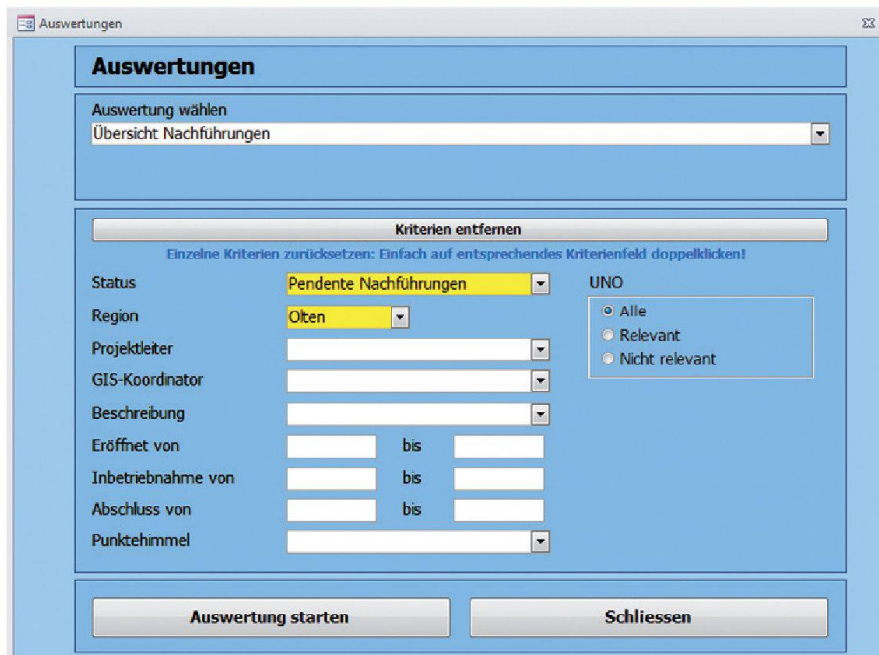 Auswertungen
Auswertungen
Auswertung wählen
Übersicht Nachführungen
Kriterien entfernen
Einzelne Kriterien zurücksetzen: Einfach auf entsprechendes Kriterienfeld doppelklicken!
Status Pendente Nachführungen UNO
Region Olten Alle
Projektleiter Relevant
Nicht relevant
GIS-Koordinator
Beschreibung
Eröffnet von bis
Inbetriebnahme von bis
Abschluss von bis
Punktehimmel
Auswertung starten Schliessen